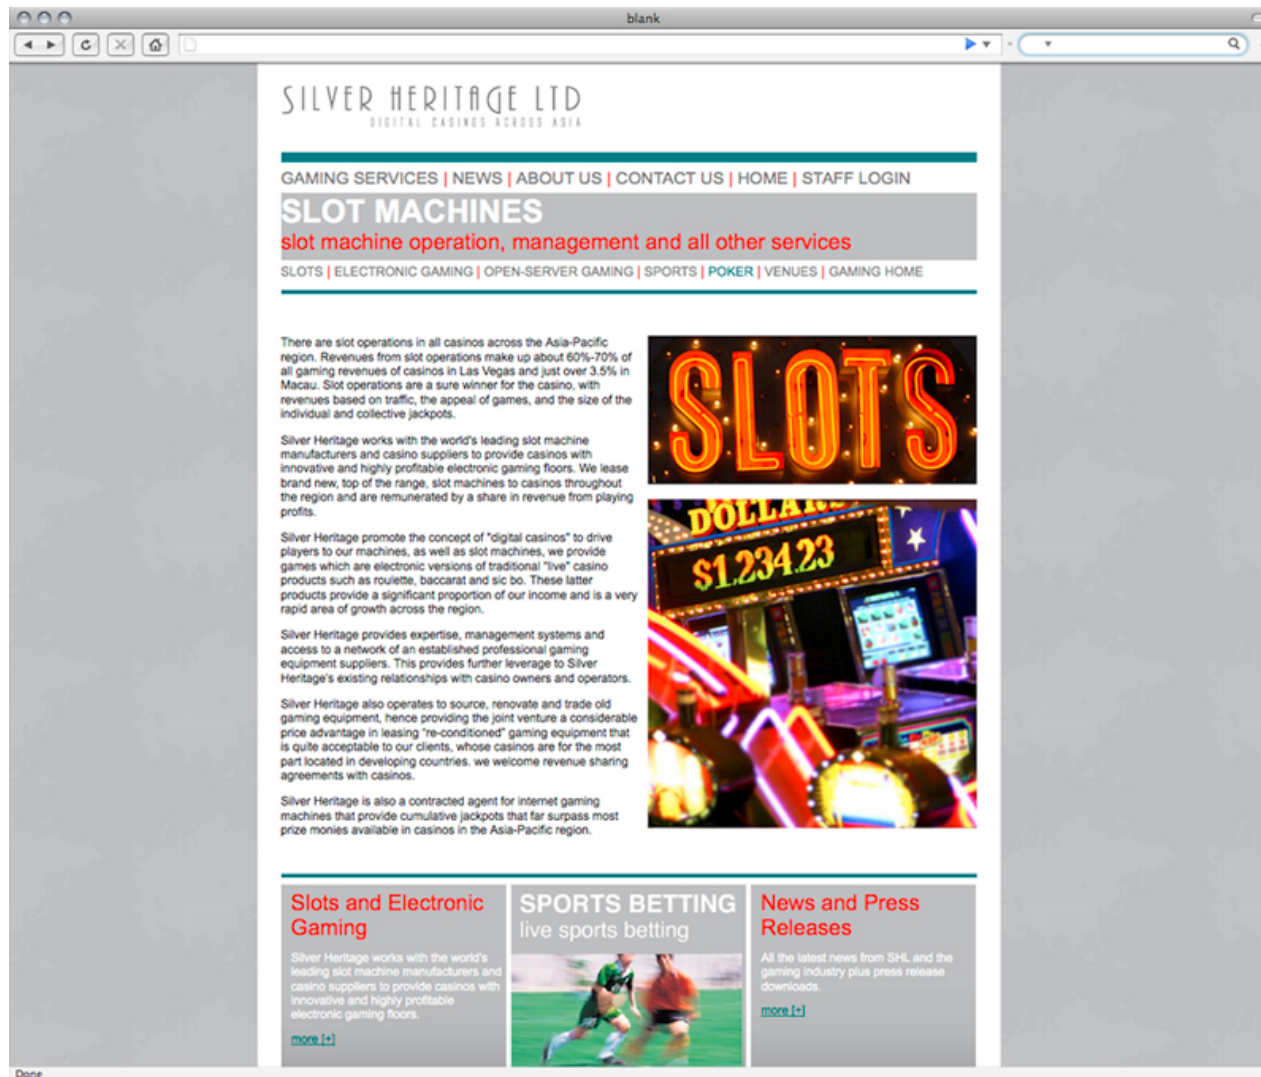 blank
SILVER HERITAGE LTD
DIGITAL CASINOS ACROSS ASIA
GAMING SERVICES | NEWS | ABOUT US | CONTACT US | HOME | STAFF LOGIN
SLOT MACHINES
slot machine operation, management and all other services
SLOTS | ELECTRONIC GAMING | OPEN-SERVER GAMING | SPORTS | POKER | VENUES | GAMING HOME
There are slot operations in all casinos across the Asia-Pacific
region. Revenues from slot operations make up about 60%-70% of
all gaming revenues of casinos in Las Vegas and just over 3.5% in
Macau. Slot operations are a sure winner for the casino, with
revenues based on traffic, the appeal of games, and the size of the
individual and collective jackpots.
Silver Heritage works with the world's leading slot machine
manufacturers and casino suppliers to provide casinos with
innovative and highly profitable electronic gaming floors. We lease
brand new, top of the range, slot machines to casinos throughout
the region and are remunerated by a share in revenue from playing
profits.
Silver Heritage promote the concept of "digital casinos" to drive
players to our machines, as well as slot machines, we provide
games which are electronic versions of traditional "live" casino
products such as roulette, baccarat and sic bo. These latter
products provide a significant proportion of our income and is a very
rapid area of growth across the region.
Silver Heritage provides expertise, management systems and
access to a network of an established professional gaming
equipment suppliers. This provides further leverage to Silver
Heritage's existing relationships with casino owners and operators.
Silver Heritage also operates to source, renovate and trade old
gaming equipment, hence providing the joint venture a considerable
price advantage in leasing "re-conditioned" gaming equipment that
is quite acceptable to our clients, whose casinos are for the most
part located in developing countries. we welcome revenue sharing
agreements with casinos.
Silver Heritage is also a contracted agent for internet gaming
machines that provide cumulative jackpots that far surpass most
prize monies available in casinos in the Asia-Pacific region.
SLOTS
DOLLARS
$1,234.23
Slots and Electronic
Gaming
Silver Heritage works with the world's
leading slot machine manufacturers and
casino suppliers to provide casinos with
innovative and highly profitable
electronic gaming floors.
more [+]
SPORTS BETTING
live sports betting
News and Press
Releases
All the latest news from SHL and the
gaming industry plus press release
downloads.
more [+]
Done